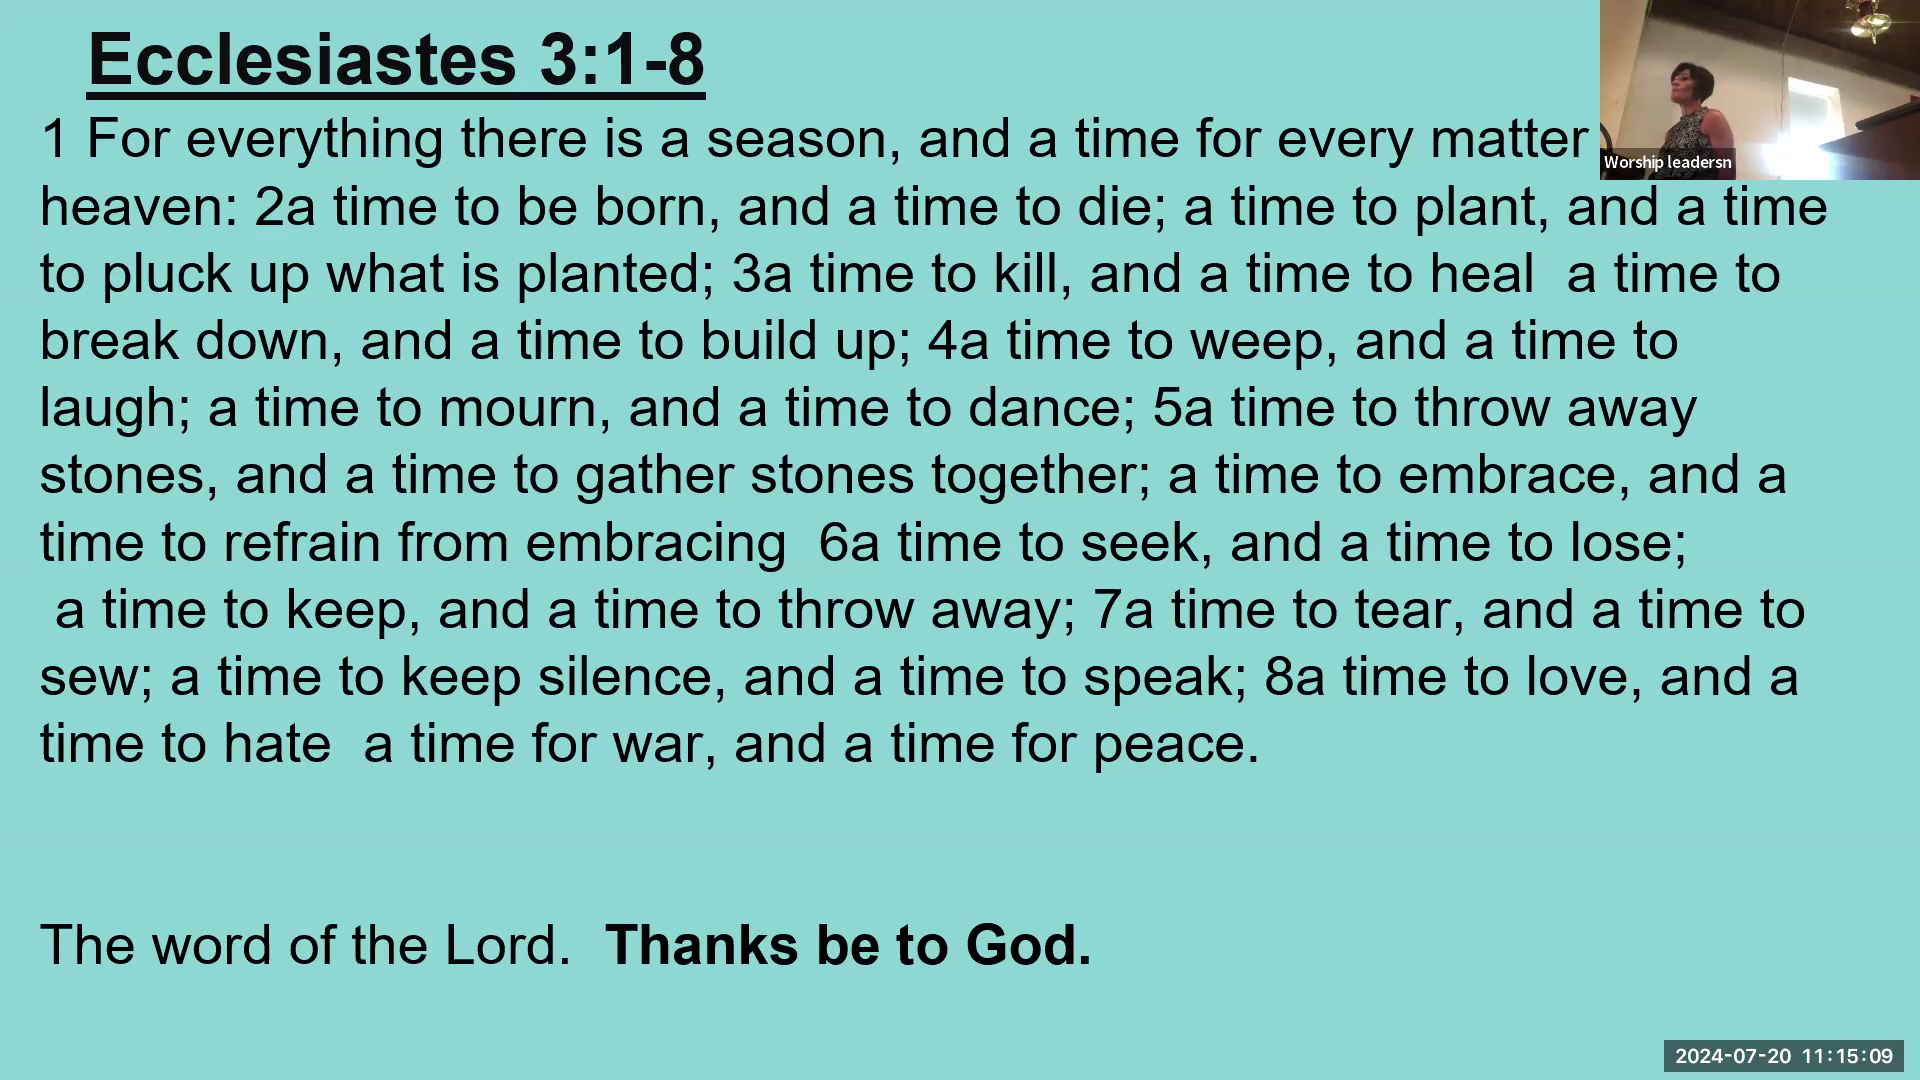 Ecclesiastes 3:1-8
1 For everything there is a season, and a time for every matter
heaven: 2a time to be born, and a time to die; a time to plant, and a time
to pluck up what is planted; 3a time to kill, and a time to heal  a time to
break down, and a time to build up; 4a time to weep, and a time to
laugh; a time to mourn, and a time to dance; 5a time to throw away
stones, and a time to gather stones together; a time to embrace, and a
time to refrain from embracing  6a time to seek, and a time to lose;
a time to keep, and a time to throw away; 7a time to tear, and a time to
sew; a time to keep silence, and a time to speak; 8a time to love, and a
time to hate  a time for war, and a time for peace.
The word of the Lord.  Thanks be to God.
Worship leadersn
2024-07-20 11:15:09